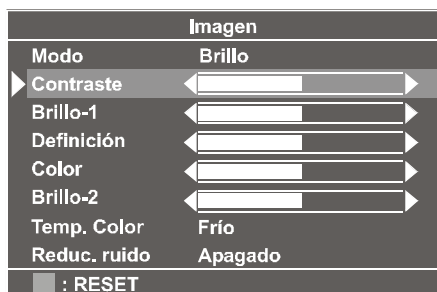 Imagen
Modo Brillo
Contraste
Brillo-1
Definición
Color
Brillo-2
Temp. Color Frío
Reduc. ruido Apagado
: RESET